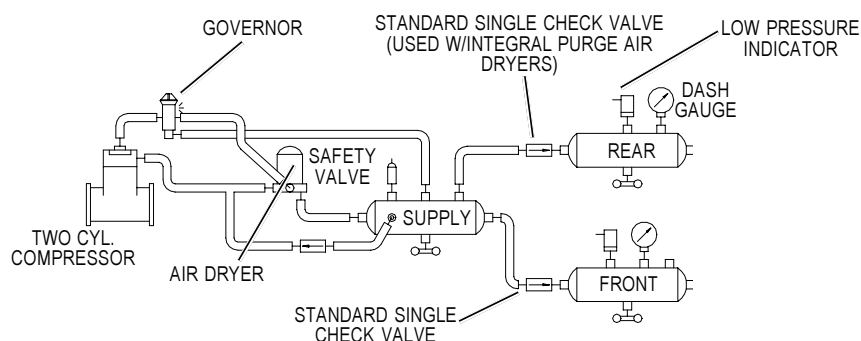 GOVERNOR
STANDARD SINGLE CHECK VALVE
(USED W/INTEGRAL PURGE AIR
DRYERS)
LOW PRESSURE
INDICATOR
DASH
GAUGE
SAFETY
VALVE
REAR
SUPPLY
TWO CYL.
COMPRESSOR
AIR DRYER
FRONT
STANDARD SINGLE
CHECK VALVE